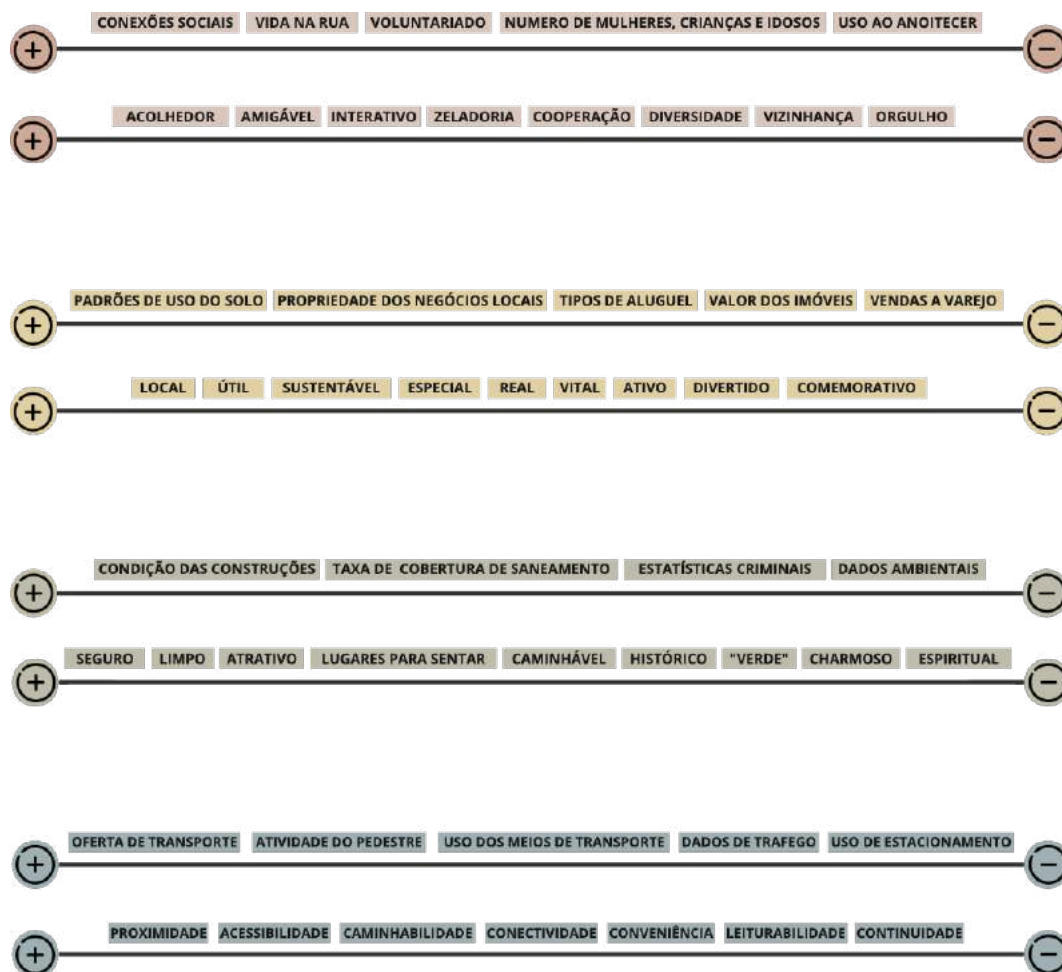 CONEXÕES SOCIAIS VIDA NA RUA VOLUNTARIADO NUMERO DE MULHERES, CRIANÇAS E IDOSOS USO AO ANOITECER
+ −
ACOLHEDOR AMIGÁVEL INTERATIVO ZELADORIA COOPERAÇÃO DIVERSIDADE VIZINHANÇA ORGULHO
+ −
PADRÕES DE USO DO SOLO PROPRIEDADE DOS NEGÓCIOS LOCAIS TIPOS DE ALUGUEL VALOR DOS IMÓVEIS VENDAS A VAREJO
+ −
LOCAL ÚTIL SUSTENTÁVEL ESPECIAL REAL VITAL ATIVO DIVERTIDO COMEMORATIVO
+ −
CONDIÇÃO DAS CONSTRUÇÕES TAXA DE COBERTURA DE SANEAMENTO ESTATÍSTICAS CRIMINAIS DADOS AMBIENTAIS
+ −
SEGURO LIMPO ATRATIVO LUGARES PARA SENTAR CAMINHÁVEL HISTÓRICO "VERDE" CHARMOSO ESPIRITUAL
+ −
OFERTA DE TRANSPORTE ATIVIDADE DO PEDESTRE USO DOS MEIOS DE TRANSPORTE DADOS DE TRAFEGO USO DE ESTACIONAMENTO
+ −
PROXIMIDADE ACESSIBILIDADE CAMINHABILIDADE CONECTIVIDADE CONVENIÊNCIA LEITURABILIDADE CONTINUIDADE
+ −